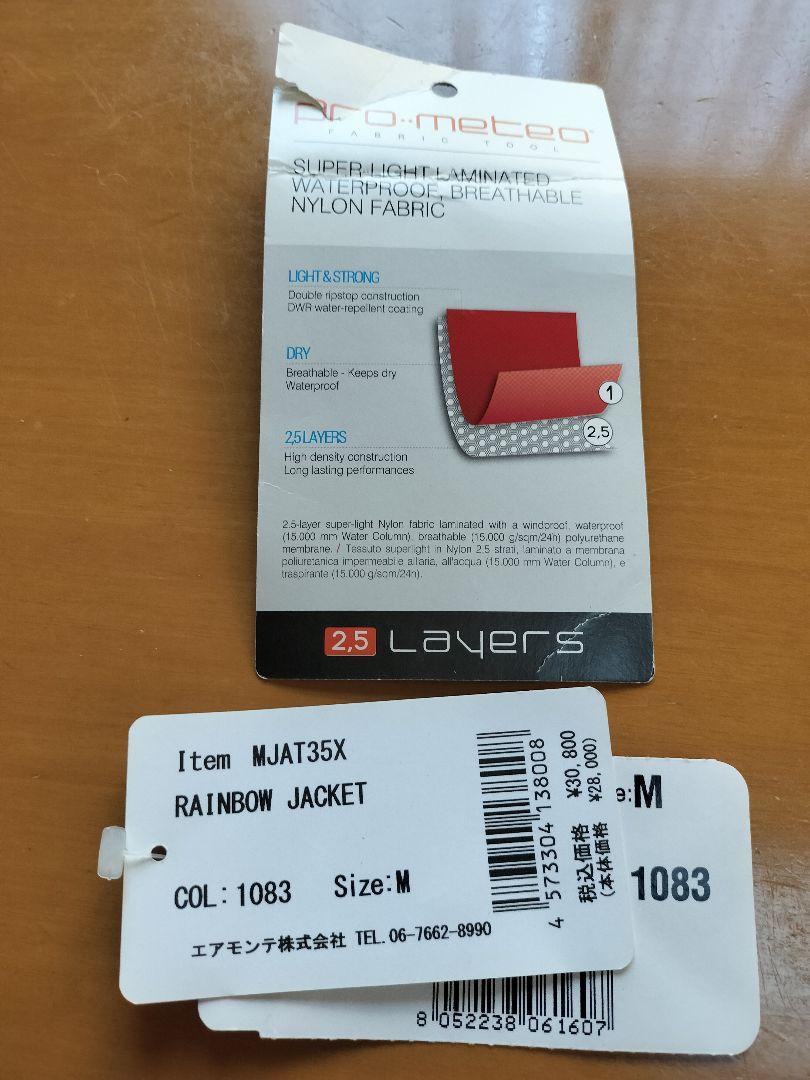 pro··meteo®
FABRIC TOOL
SUPER LIGHT LAMINATED
WATERPROOF, BREATHABLE
NYLON FABRIC
LIGHT & STRONG
Double ripstop construction
DWR water-repellent coating
DRY
Breathable - Keeps dry
Waterproof
2,5 LAYERS
High density construction
Long lasting performances
1
2,5
2.5-layer super-light Nylon fabric laminated with a windproof, waterproof
(15.000 mm Water Column), breathable (15.000 g/sqm/24h) polyurethane
membrane. / Tessuto superlight in Nylon 2.5 strati, laminato a membrana
poliuretanica impermeabile all'aria, all'acqua (15.000 mm Water Column), e
traspirante (15.000 g/sqm/24h).
2,5 Layers
Item MJAT35X
RAINBOW JACKET
COL:1083 Size:M
エアモンテ株式会社 TEL.06-7662-8990
4 573304 138008
税込価格 ¥30,800
(本体価格 ¥28,000)
e:M
1083
8 052238 061607